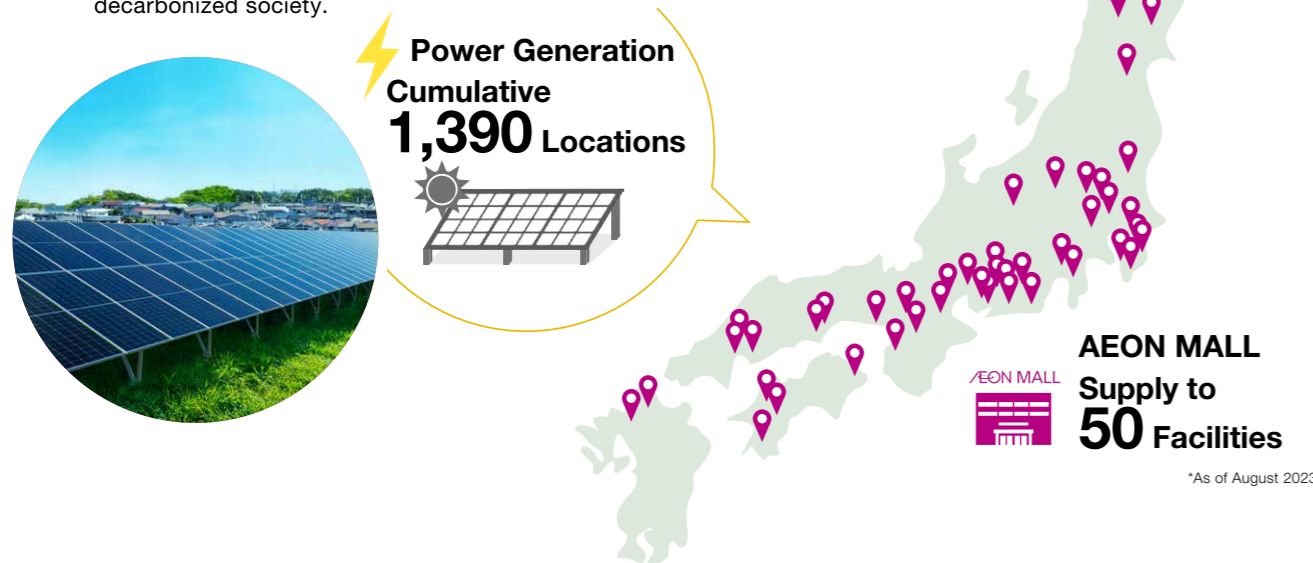 decarbonized society.
Power Generation
Cumulative
1,390 Locations
AEON MALL
AEON MALL
Supply to
50 Facilities
*As of August 2023